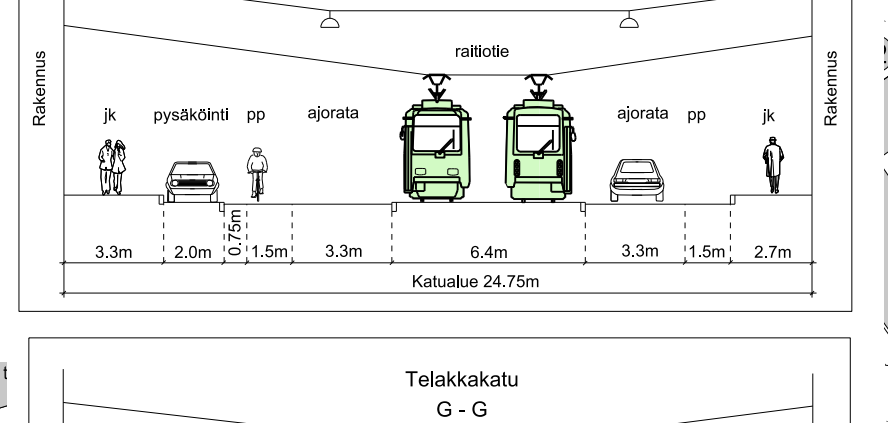 raitiotie
Rakennus
Rakennus
jk pysäköinti pp ajorata ajorata pp jk
3.3m 2.0m 0.75m 1.5m 3.3m 6.4m 3.3m 1.5m 2.7m
Katualue 24.75m
Telakkakatu
G - G
t